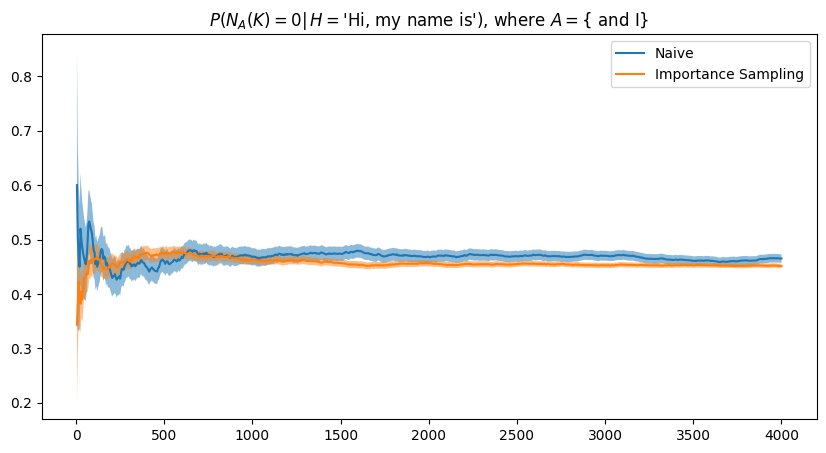 P(N_A(K) = 0| H = 'Hi, my name is'), where A = { and I}
Naive
Importance Sampling
0.8
0.7
0.6
0.5
0.4
0.3
0.2
0 500 1000 1500 2000 2500 3000 3500 4000